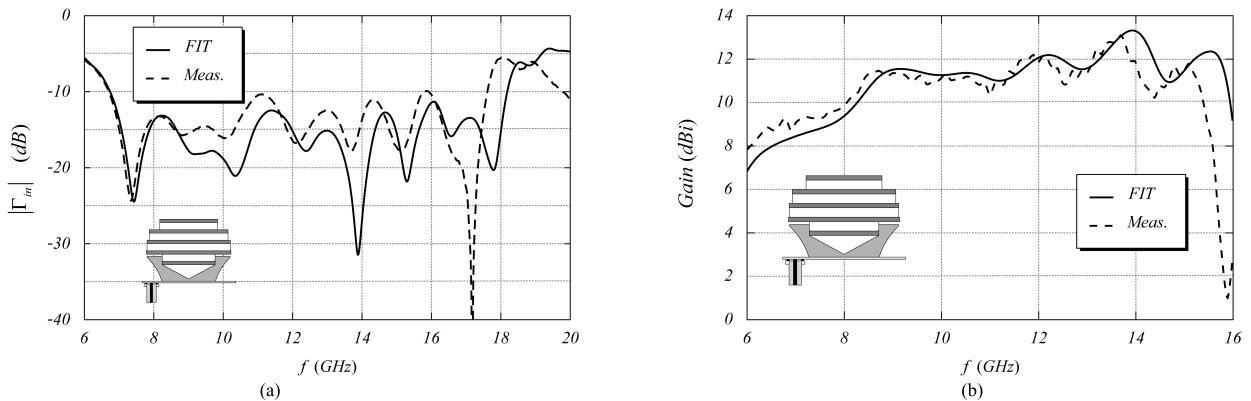 0
-10
-20
-30
-40
|Γin| (dB)
FIT
Meas.
6 8 10 12 14 16 18 20
f (GHz)
(a)
14
12
10
8
6
4
2
0
Gain (dBi)
FIT
Meas.
6 8 10 12 14 16
f (GHz)
(b)